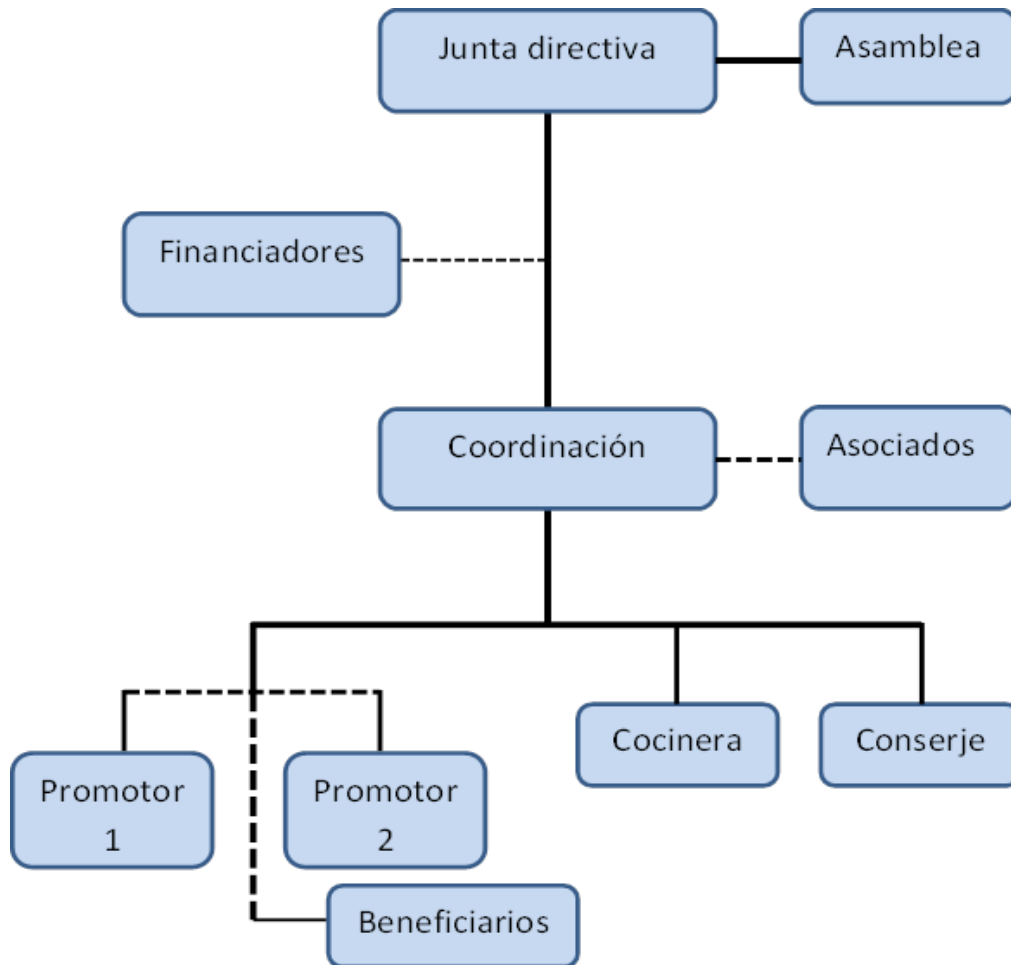 Junta directiva
Asamblea
Financiadores
Coordinación
Asociados
Cocinera
Conserje
Promotor
1
Promotor
2
Beneficiarios